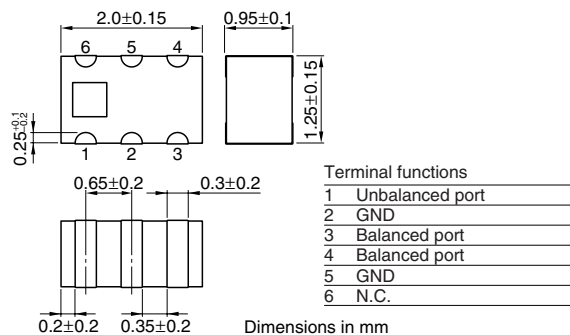 2.0±0.15 0.95±0.1
6 5 4
1.25±0.15
0.25+0.1-0.2
1 2 3
0.65±0.2 0.3±0.2
0.2±0.2 0.35±0.2
Terminal functions
1 Unbalanced port
2 GND
3 Balanced port
4 Balanced port
5 GND
6 N.C.
Dimensions in mm